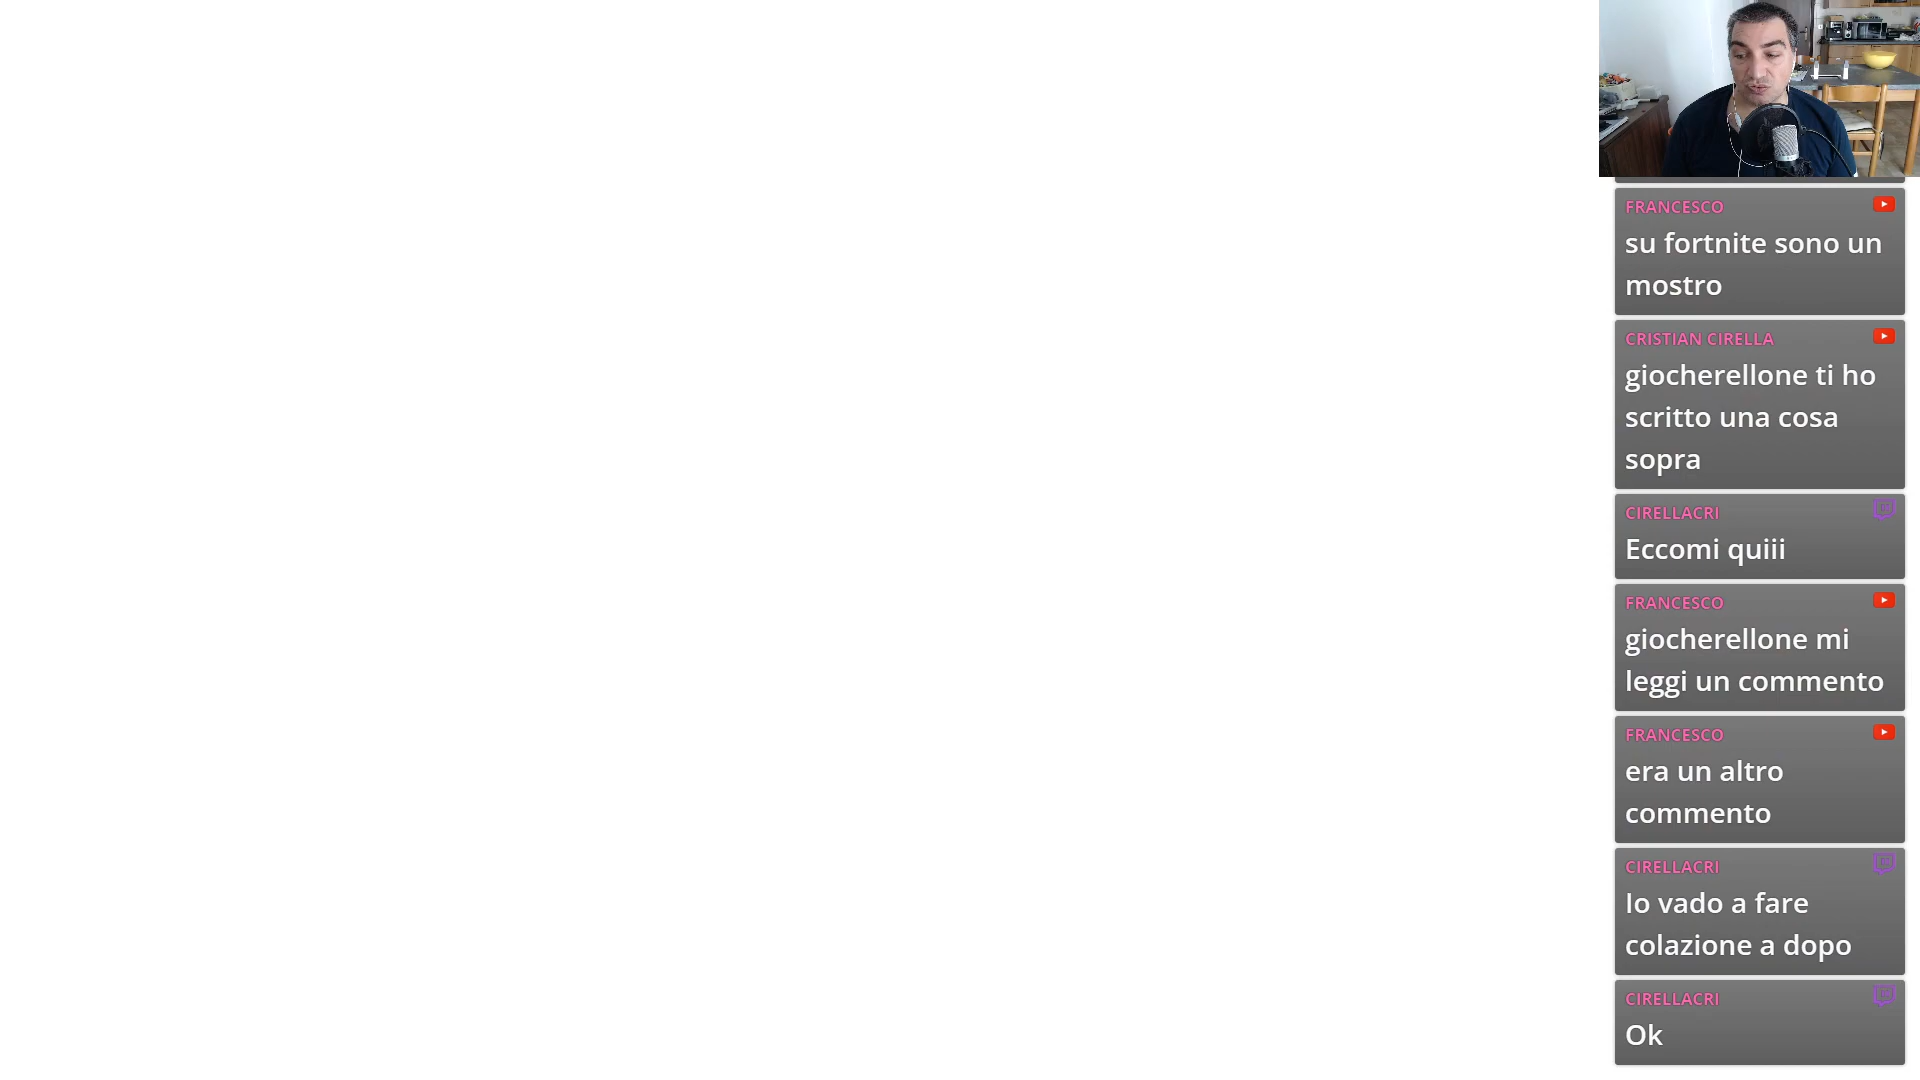 FRANCESCO
su fortnite sono un
mostro
CRISTIAN CIRELLA
giocherellone ti ho
scritto una cosa
sopra
CIRELLACRI
Eccomi quiii
FRANCESCO
giocherellone mi
leggi un commento
FRANCESCO
era un altro
commento
CIRELLACRI
Io vado a fare
colazione a dopo
CIRELLACRI
Ok